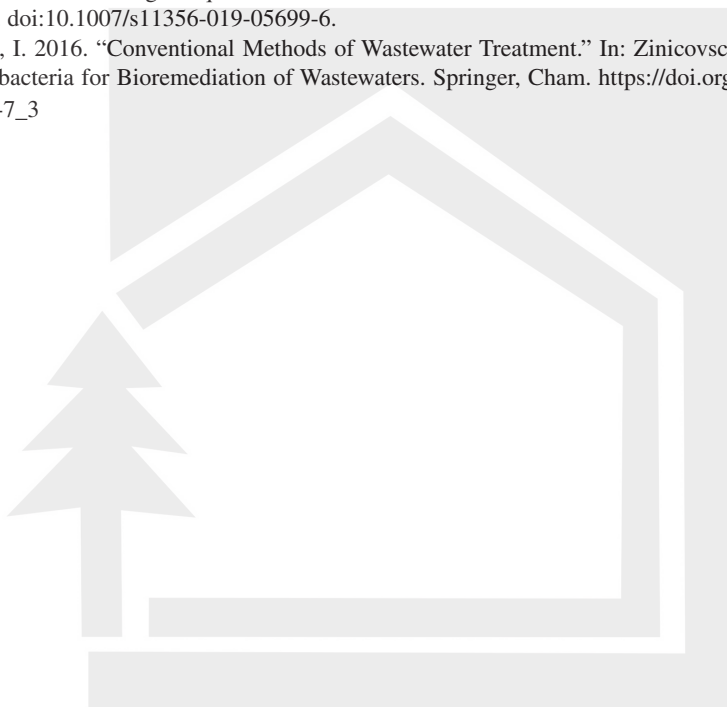 doi:10.1007/s11356-019-05699-6.
, I. 2016. “Conventional Methods of Wastewater Treatment.” In: Zinicovsc
bacteria for Bioremediation of Wastewaters. Springer, Cham. https://doi.org
-7_3